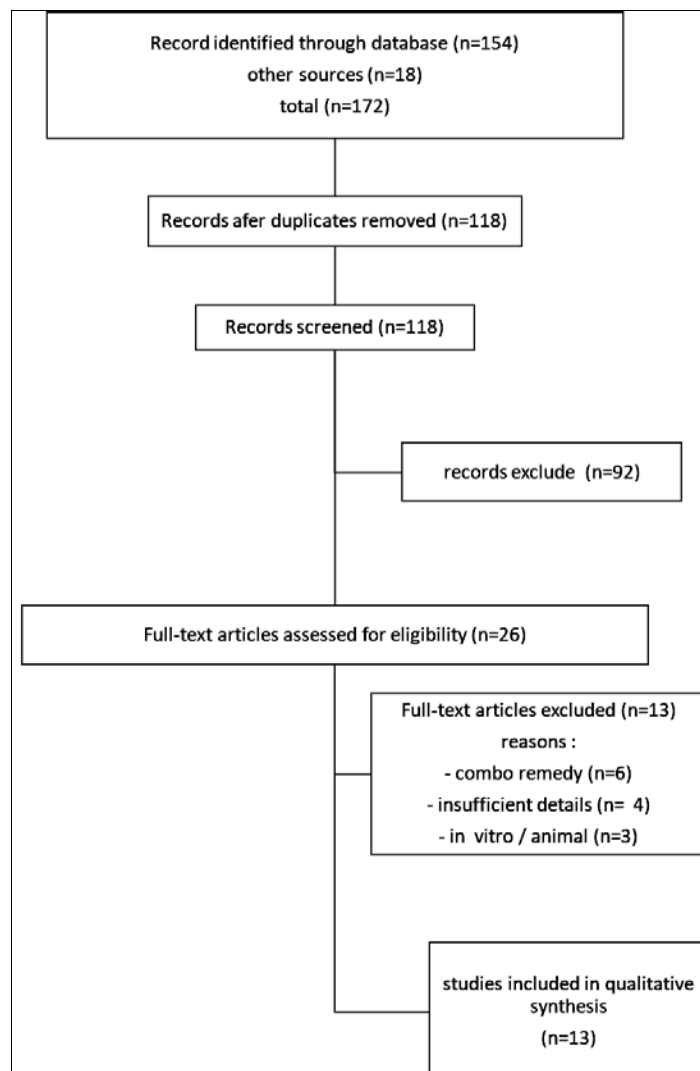 Record identified through database (n=154)
other sources (n=18)
total (n=172)
Records afer duplicates removed (n=118)
Records screened (n=118)
records exclude (n=92)
Full-text articles assessed for eligibility (n=26)
Full-text articles excluded (n=13)
reasons :
- combo remedy (n=6)
- insufficient details (n= 4)
- in vitro / animal (n=3)
studies included in qualitative
synthesis
(n=13)